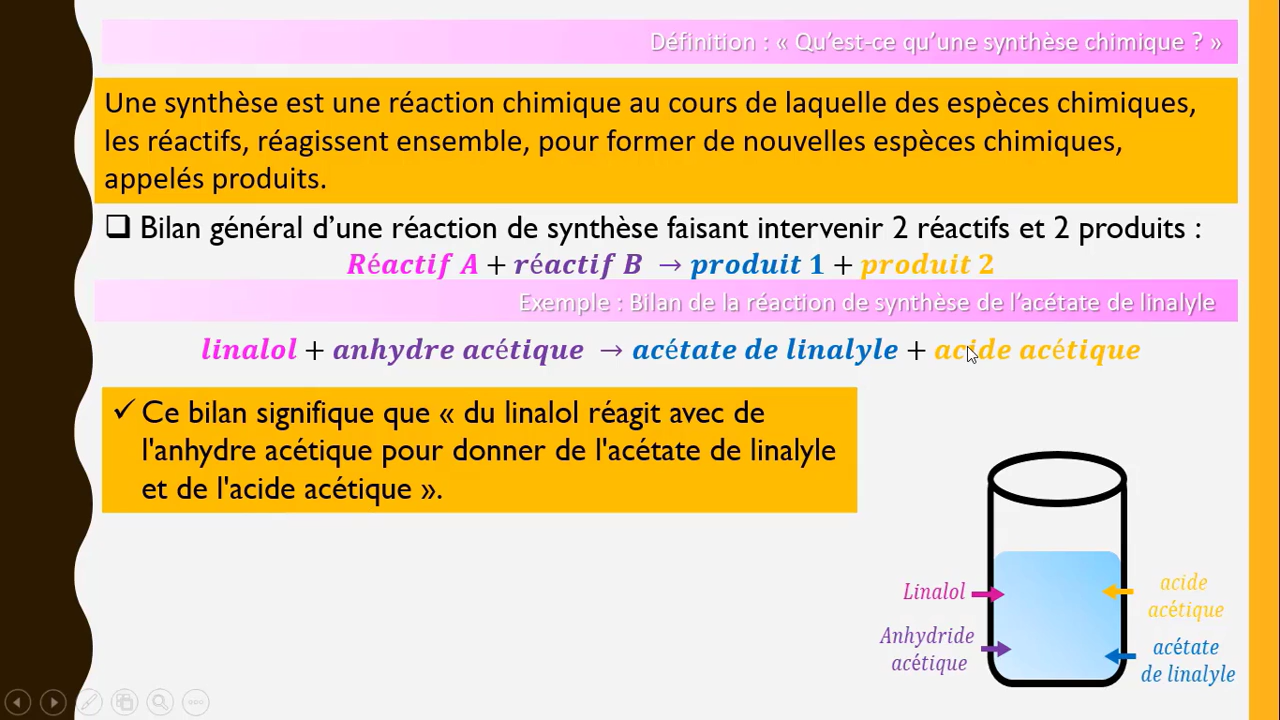 Définition : « Qu'est-ce qu'une synthèse chimique ? »
Une synthèse est une réaction chimique au cours de laquelle des espèces chimiques,
les réactifs, réagissent ensemble, pour former de nouvelles espèces chimiques,
appelés produits.
❑ Bilan général d'une réaction de synthèse faisant intervenir 2 réactifs et 2 produits :
Réactif A + réactif B → produit 1 + produit 2
Exemple : Bilan de la réaction de synthèse de l'acétate de linalyle
linalol + anhydre acétique → acétate de linalyle + acide acétique
✓ Ce bilan signifique que « du linalol réagit avec de
l'anhydre acétique pour donner de l'acétate de linalyle
et de l'acide acétique ».
Linalol
Anhydride
acétique
acide
acétique
acétate
de linalyle